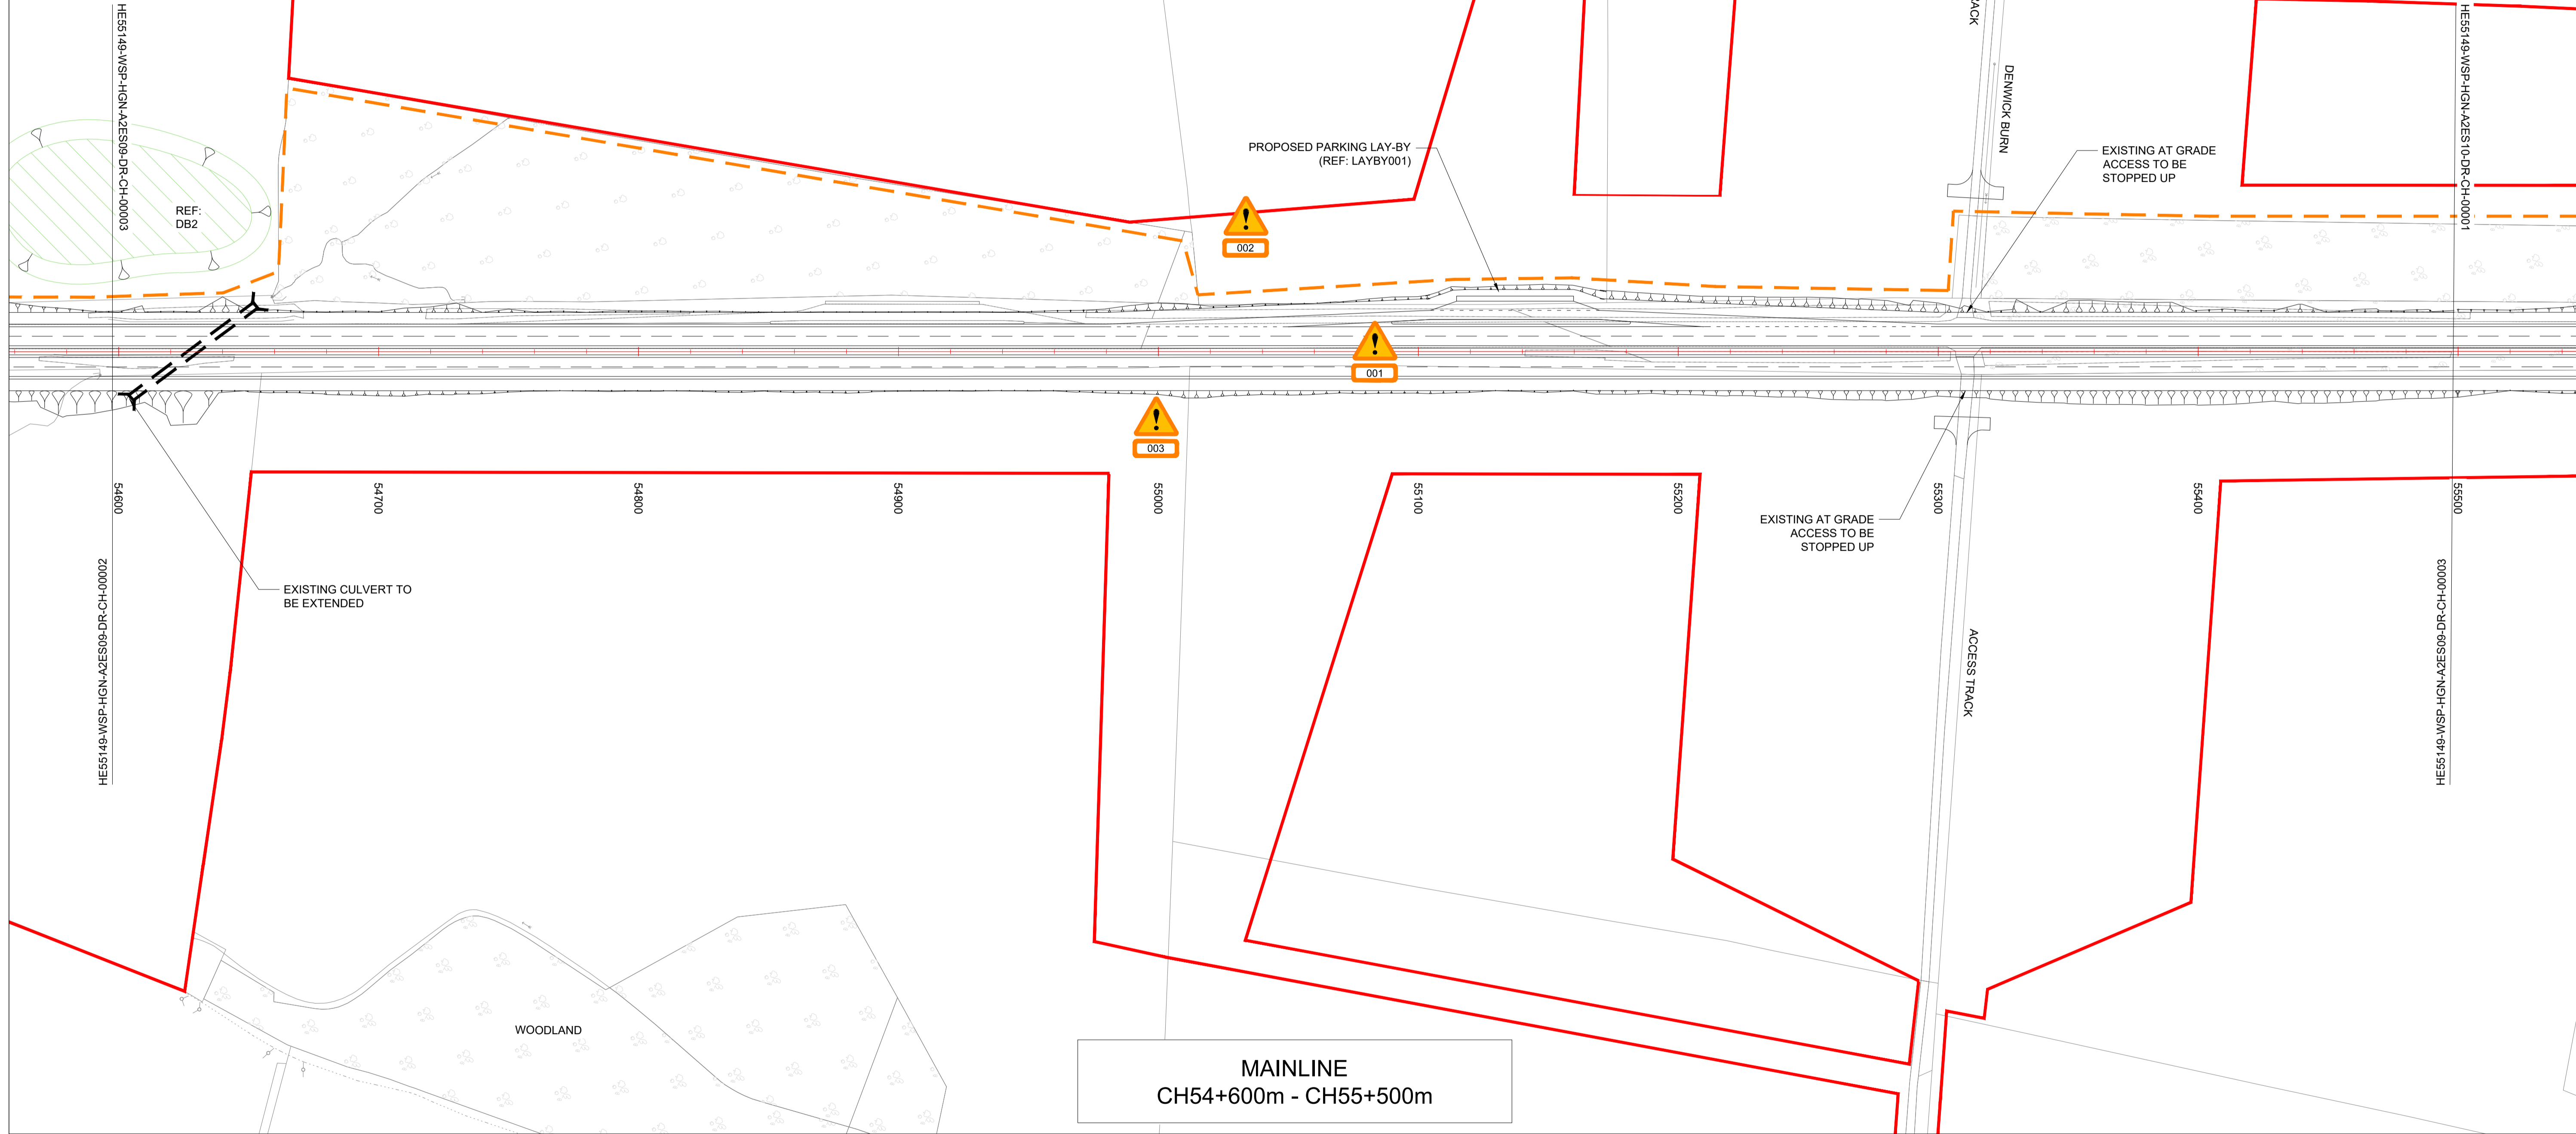 HE55149-WSP-HGN-A2ES09-DR-CH-00003
REF:
DB2
PROPOSED PARKING LAY-BY
(REF: LAYBY001)
DENWICK BURN
EXISTING AT GRADE
ACCESS TO BE
STOPPED UP
HE55149-WSP-HGN-A2ES10-DR-CH-00001
002
001
003
54600
54700
54800
54900
55000
55100
55200
55300
55400
55500
EXISTING AT GRADE
ACCESS TO BE
STOPPED UP
HE55149-WSP-HGN-A2ES09-DR-CH-00002
EXISTING CULVERT TO
BE EXTENDED
ACCESS TRACK
HE55149-WSP-HGN-A2ES09-DR-CH-00003
WOODLAND
MAINLINE
CH54+600m - CH55+500m